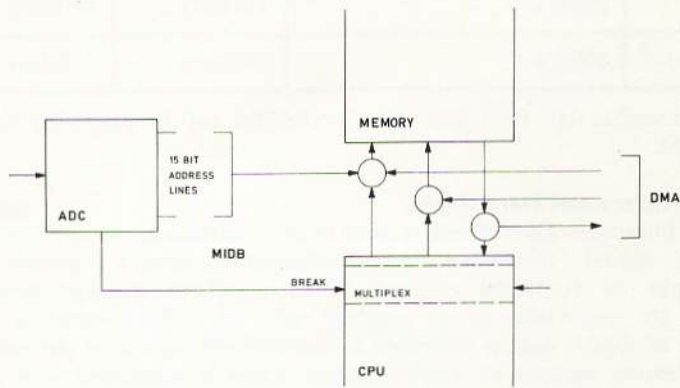 MEMORY
15 BIT
ADDRESS
LINES
DMA
ADC
MIDB
BREAK
MULTIPLEX
CPU